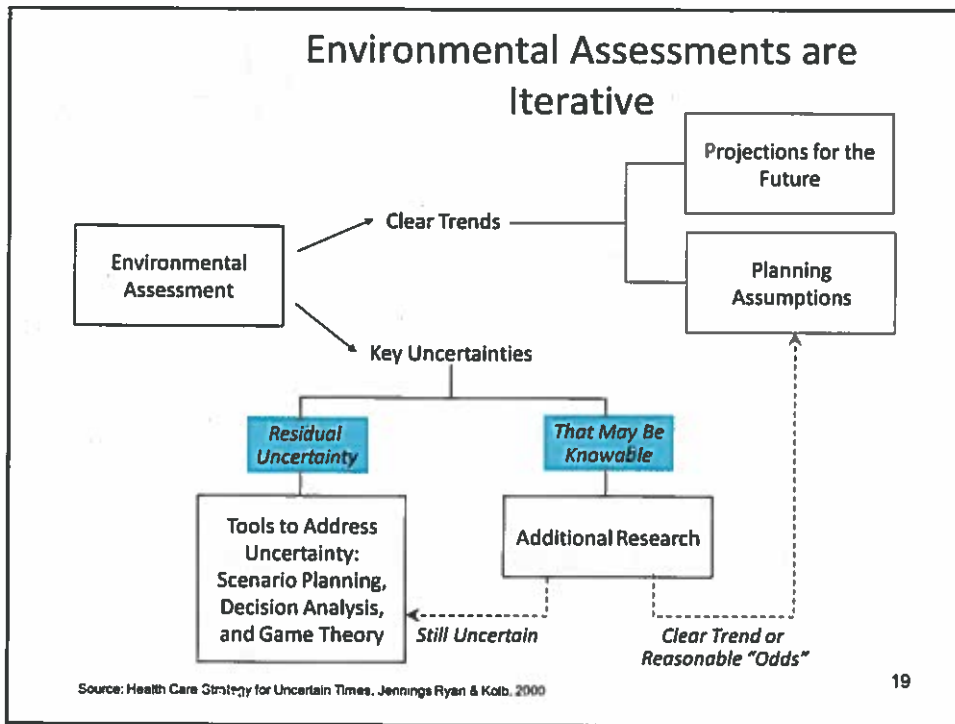 Environmental Assessments are
Iterative
Projections for the
Future
Clear Trends
Environmental
Assessment
Planning
Assumptions
Key Uncertainties
Residual
Uncertainty
That May Be
Knowable
Tools to Address
Uncertainty:
Scenario Planning,
Decision Analysis,
and Game Theory
Additional Research
Still Uncertain
Clear Trend or
Reasonable "Odds"
Source: Health Care Strategy for Uncertain Times, Jennings Ryan & Kolb, 2000
19